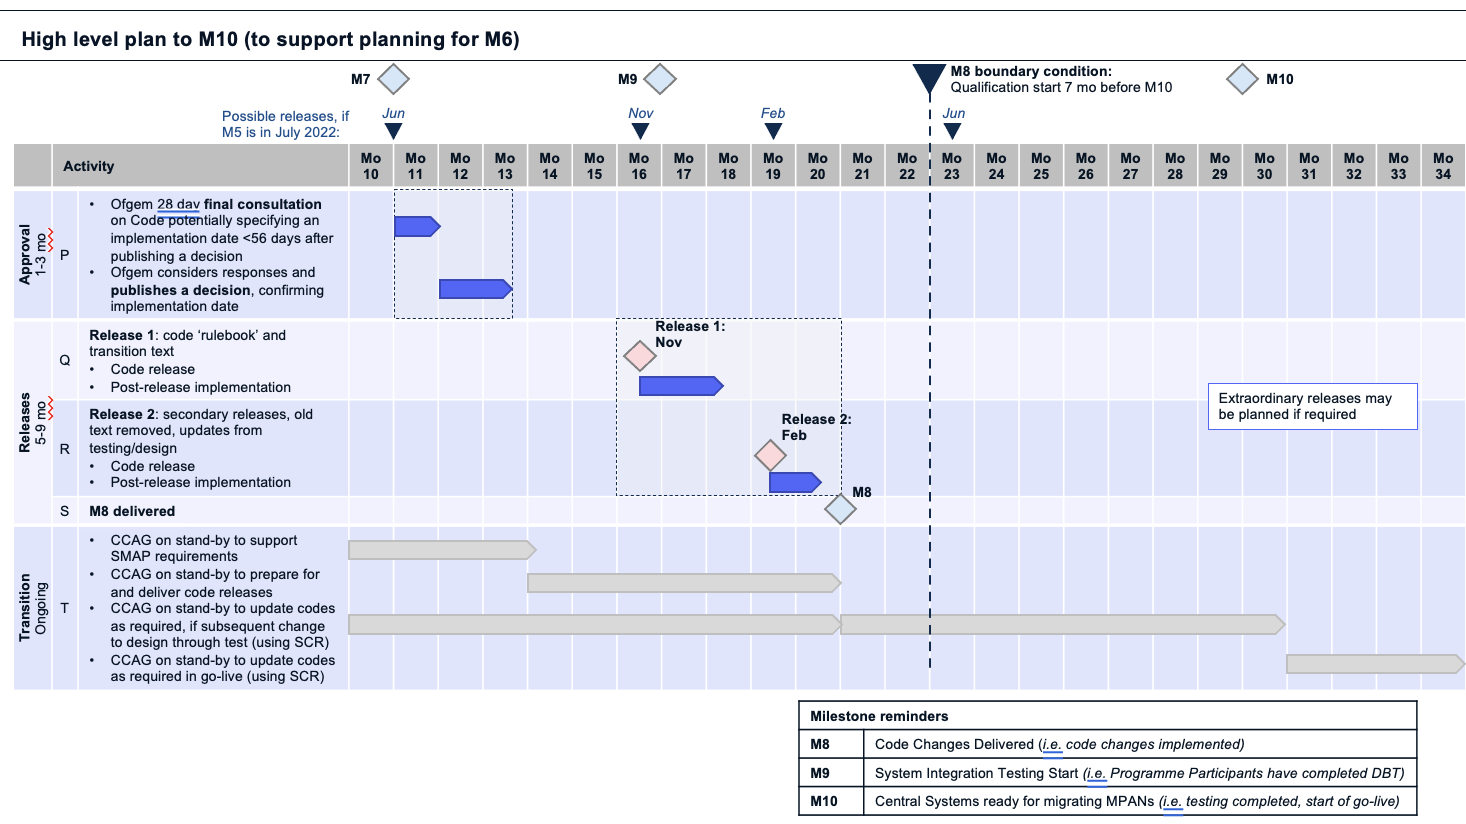 High level plan to M10 (to support planning for M6)
M7
M9
M8 boundary condition:
Qualification start 7 mo before M10
M10
Possible releases, if
M5 is in July 2022:
Jun
Nov
Feb
Jun
Activity
Mo 10
Mo 11
Mo 12
Mo 13
Mo 14
Mo 15
Mo 16
Mo 17
Mo 18
Mo 19
Mo 20
Mo 21
Mo 22
Mo 23
Mo 24
Mo 25
Mo 26
Mo 27
Mo 28
Mo 29
Mo 30
Mo 31
Mo 32
Mo 33
Mo 34
Approval
1-3 mo
P
• Ofgem 28 day final consultation
on Code potentially specifying an
implementation date <56 days after
publishing a decision
• Ofgem considers responses and
publishes a decision, confirming
implementation date
Releases
5-9 mo
Q
Release 1: code ‘rulebook’ and
transition text
• Code release
• Post-release implementation
Release 1:
Nov
R
Release 2: secondary releases, old
text removed, updates from
testing/design
• Code release
• Post-release implementation
Release 2:
Feb
Extraordinary releases may
be planned if required
S
M8 delivered
M8
Transition
Ongoing
T
• CCAG on stand-by to support
SMAP requirements
• CCAG on stand-by to prepare for
and deliver code releases
• CCAG on stand-by to update codes
as required, if subsequent change
to design through test (using SCR)
• CCAG on stand-by to update codes
as required in go-live (using SCR)
Milestone reminders
M8 Code Changes Delivered (i.e. code changes implemented)
M9 System Integration Testing Start (i.e. Programme Participants have completed DBT)
M10 Central Systems ready for migrating MPANs (i.e. testing completed, start of go-live)